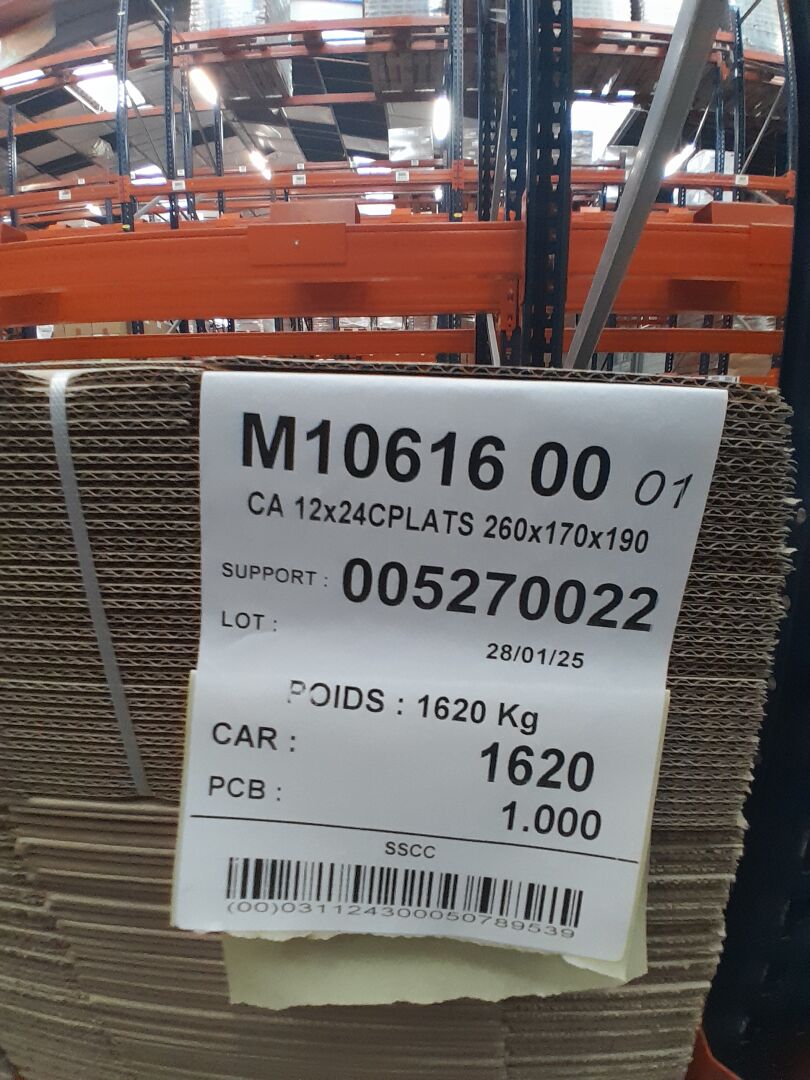 M10616 00 01
CA 12x24CPLATS 260x170x190
SUPPORT : 005270022
LOT :
28/01/25
POIDS : 1620 Kg
CAR : 1620
PCB : 1.000
SSCC
(00)031124300050789539